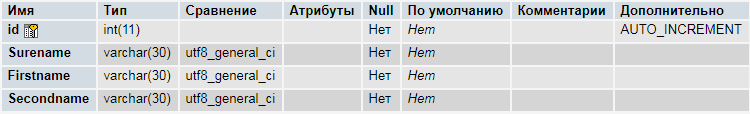 Имя Тип Сравнение Атрибуты Null По умолчанию Комментарии Дополнительно
id int(11) Нет Нет AUTO_INCREMENT
Surename varchar(30) utf8_general_ci Нет Нет
Firstname varchar(30) utf8_general_ci Нет Нет
Secondname varchar(30) utf8_general_ci Нет Нет